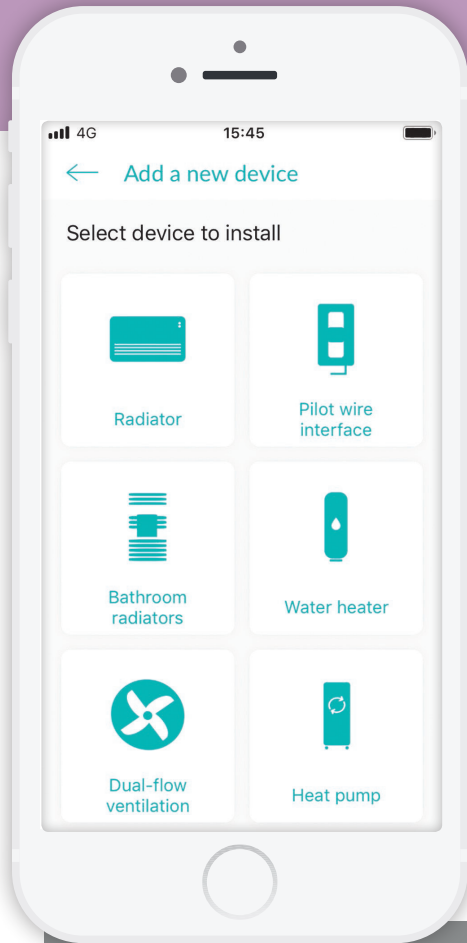 4G
15:45
Add a new device
Select device to install
Radiator
Pilot wire
interface
Bathroom
radiators
Water heater
Dual-flow
ventilation
Heat pump